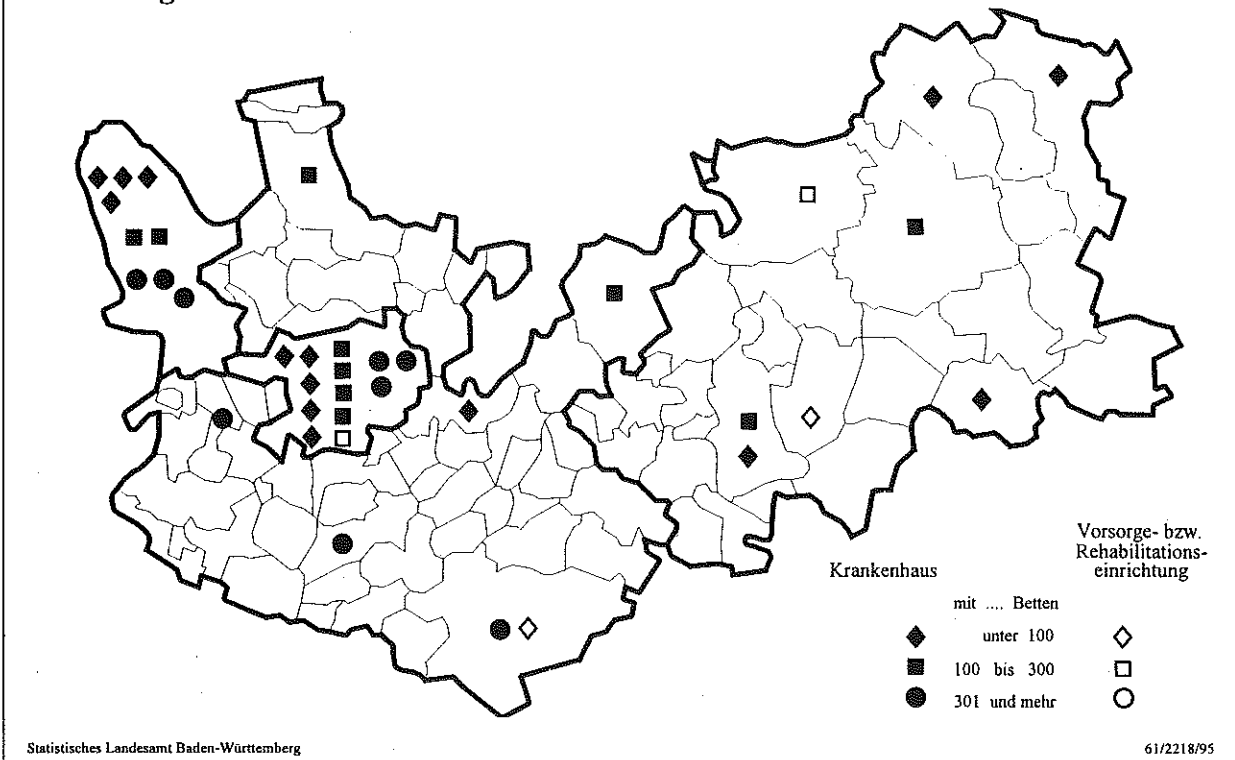 Krankenhaus
Vorsorge- bzw.
Rehabilitations-
einrichtung
mit .... Betten
unter 100
100 bis 300
301 und mehr
Statistisches Landesamt Baden-Württemberg
61/2218/95